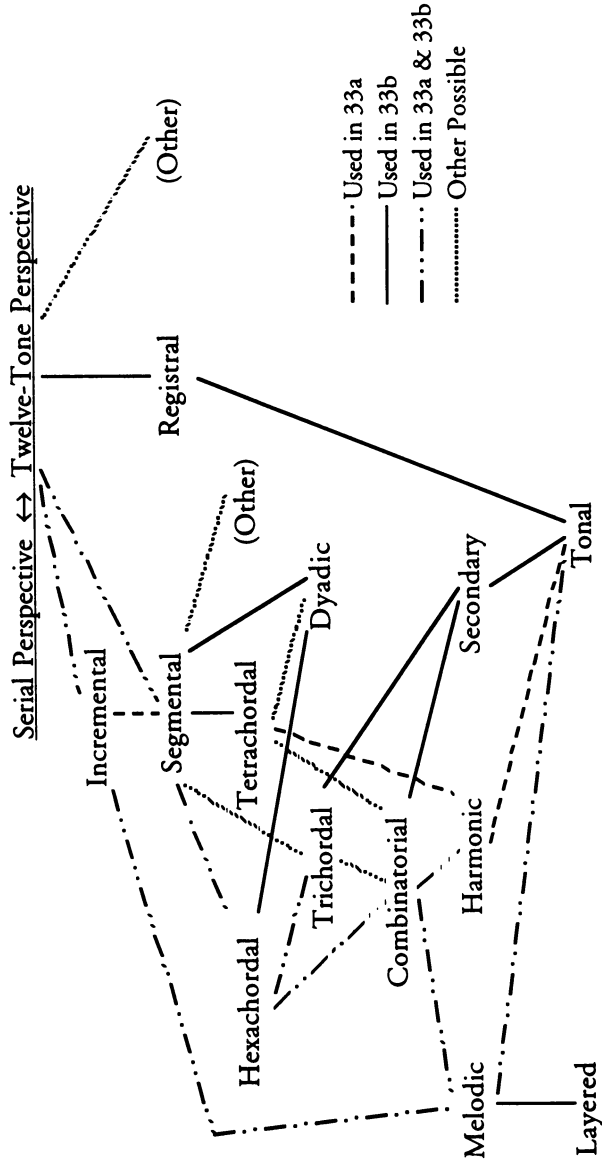 Serial Perspective ↔ Twelve-Tone Perspective
Incremental
(Other)
Segmental
Registral
Hexachordal
Tetrachordal
(Other)
Trichordal
Dyadic
Combinatorial
Melodic
Harmonic
Secondary
Layered
Tonal
Used in 33a
Used in 33b
Used in 33a & 33b
Other Possible